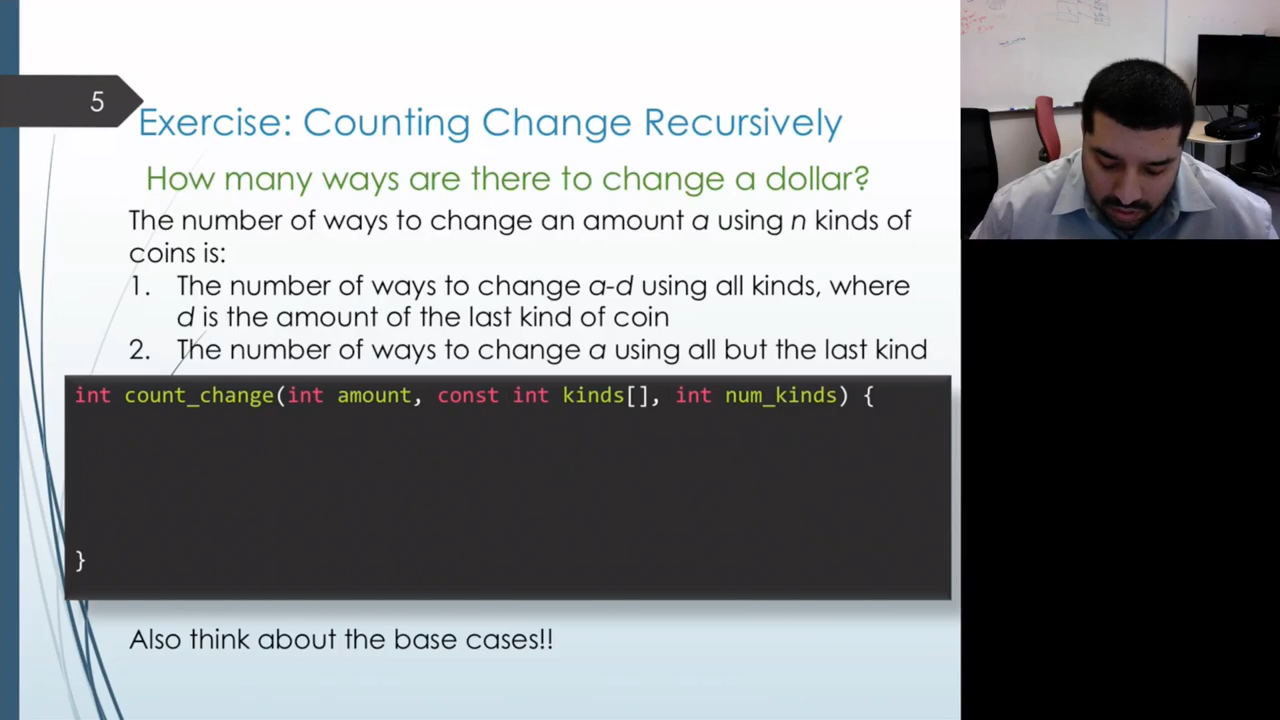 5
Exercise: Counting Change Recursively
How many ways are there to change a dollar?
The number of ways to change an amount a using n kinds of
coins is:
1. The number of ways to change a-d using all kinds, where
d is the amount of the last kind of coin
2. The number of ways to change a using all but the last kind
int count_change(int amount, const int kinds[], int num_kinds) {
}
Also think about the base cases!!